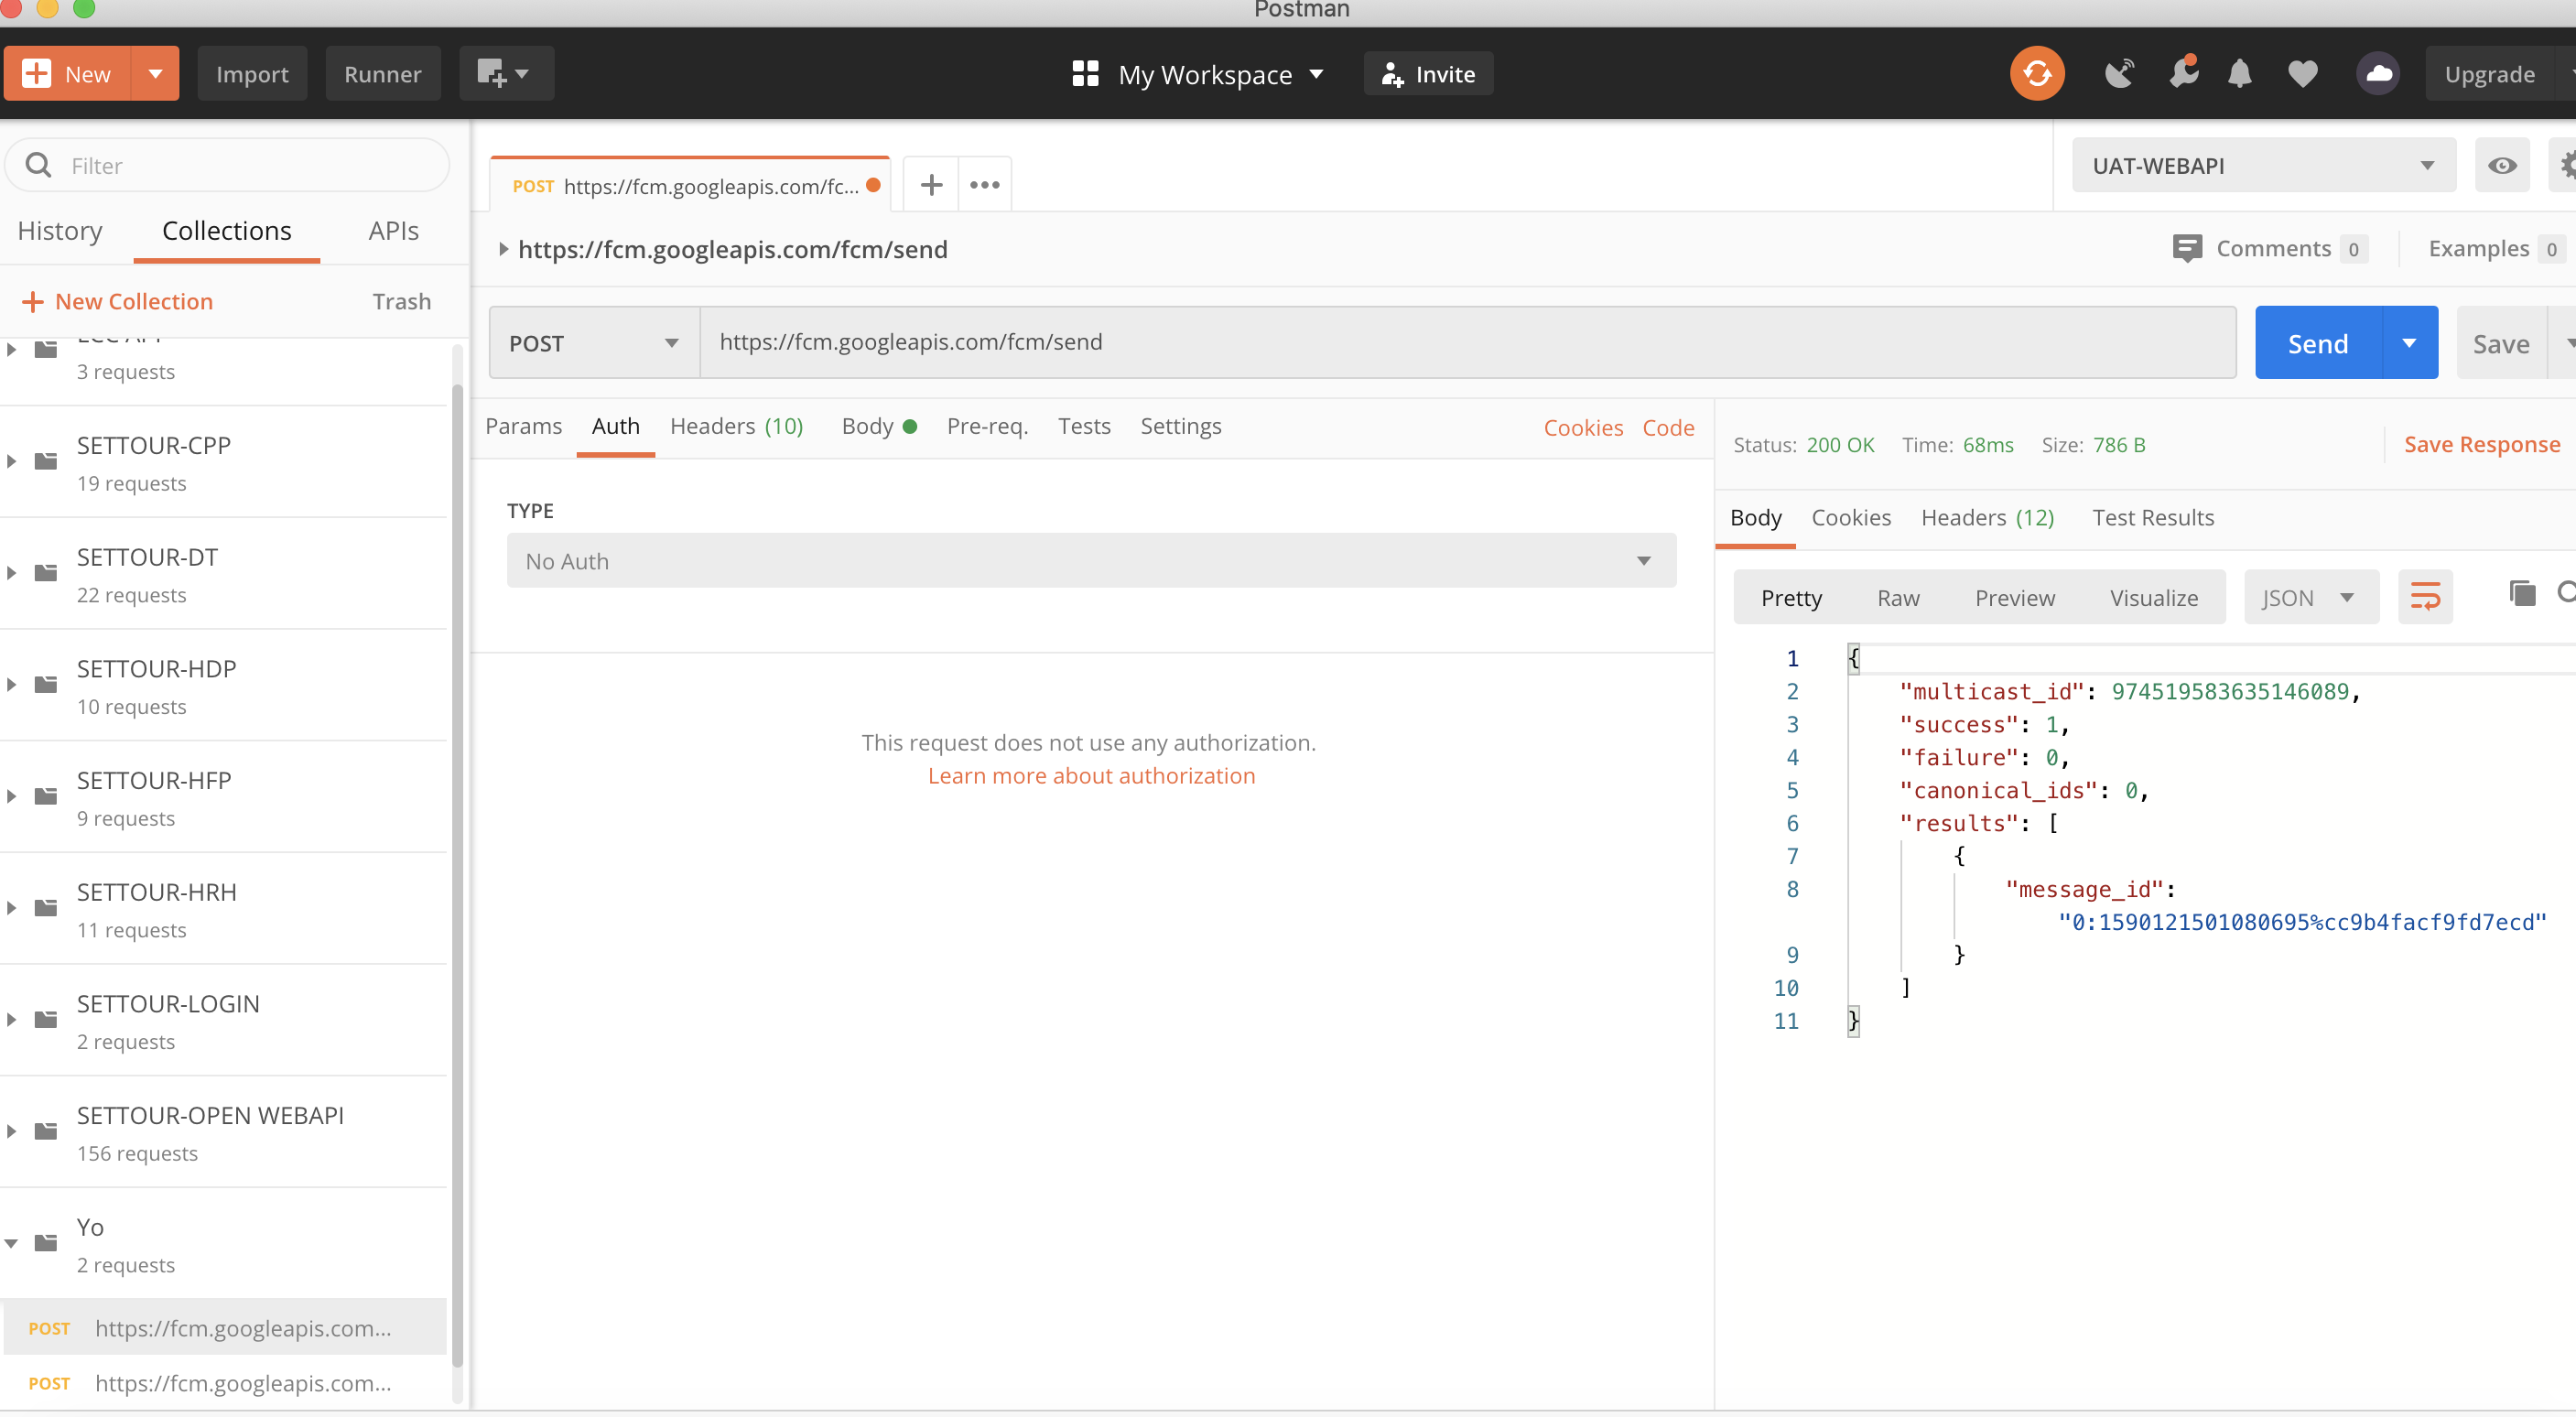 Postman
New
Import
Runner
My Workspace
Invite
Upgrade
Filter
History
Collections
APIs
New Collection
Trash
3 requests
SETTOUR-CPP
19 requests
SETTOUR-DT
22 requests
SETTOUR-HDP
10 requests
SETTOUR-HFP
9 requests
SETTOUR-HRH
11 requests
SETTOUR-LOGIN
2 requests
SETTOUR-OPEN WEBAPI
156 requests
Yo
2 requests
POST https://fcm.googleapis.com...
POST https://fcm.googleapis.com...
POST https://fcm.googleapis.com/fc...
UAT-WEBAPI
https://fcm.googleapis.com/fcm/send
Comments 0
Examples 0
POST
https://fcm.googleapis.com/fcm/send
Send
Save
Params
Auth
Headers (10)
Body
Pre-req.
Tests
Settings
Cookies
Code
TYPE
No Auth
This request does not use any authorization.
Learn more about authorization
Status: 200 OK
Time: 68ms
Size: 786 B
Save Response
Body
Cookies
Headers (12)
Test Results
Pretty
Raw
Preview
Visualize
JSON
1 {
2 "multicast_id": 974519583635146089,
3 "success": 1,
4 "failure": 0,
5 "canonical_ids": 0,
6 "results": [
7 {
8 "message_id":
"0:1590121501080695%cc9b4facf9fd7ecd"
9 }
10 ]
11 }